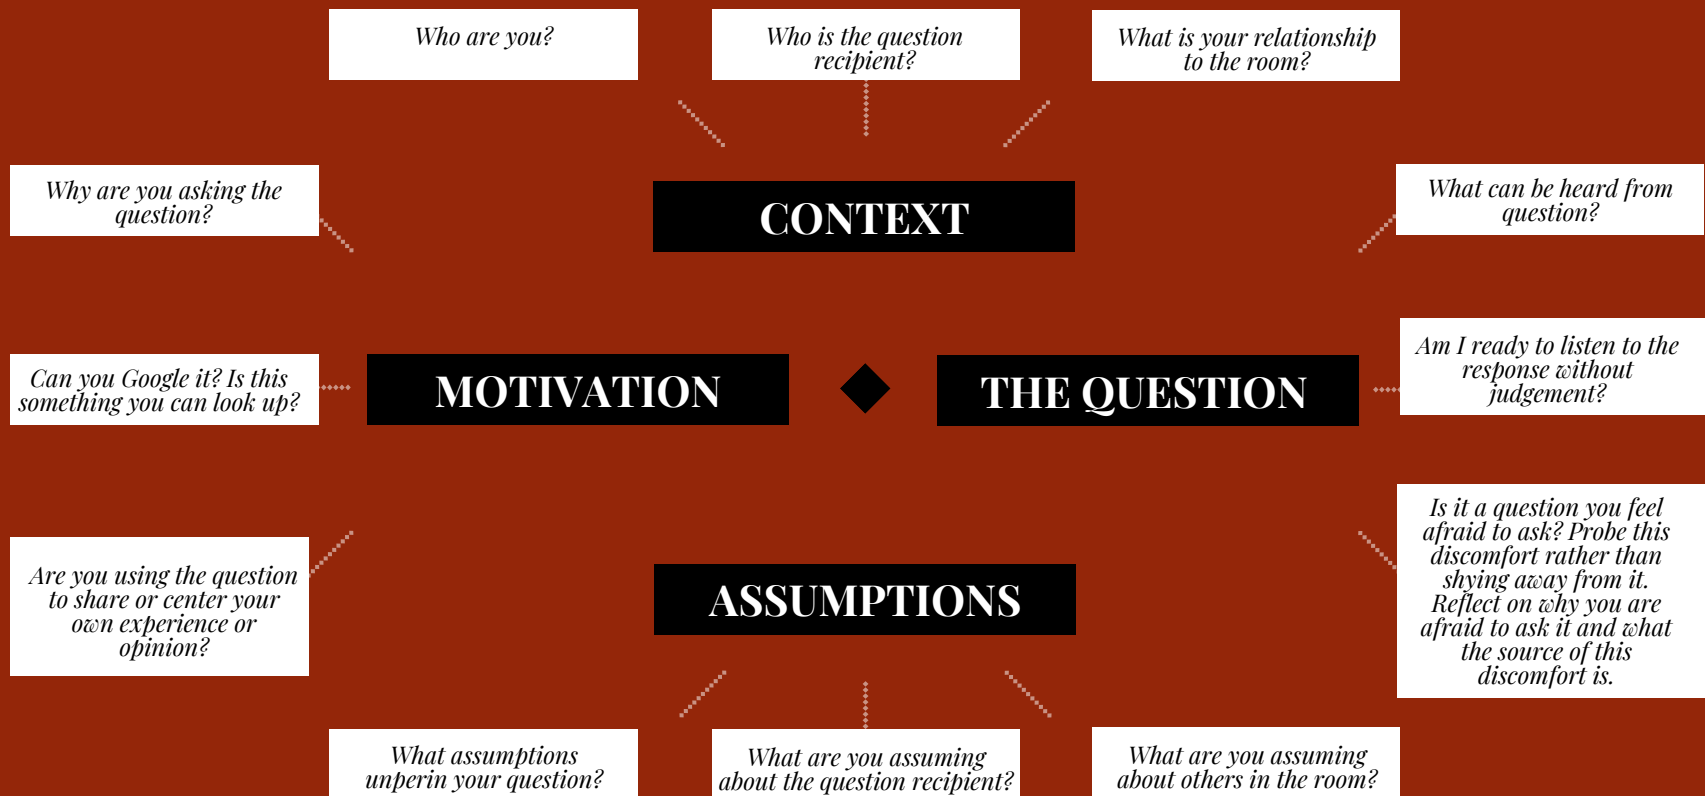 Who are you?
Who is the question
recipient?
What is your relationship
to the room?
Why are you asking the
question?
CONTEXT
What can be heard from
question?
Can you Google it? Is this
something you can look up?
MOTIVATION
THE QUESTION
Am I ready to listen to the
response without
judgement?
Are you using the question
to share or center your
own experience or
opinion?
ASSUMPTIONS
Is it a question you feel
afraid to ask? Probe this
discomfort rather than
shying away from it.
Reflect on why you are
afraid to ask it and what
the source of this
discomfort is.
What assumptions
unperin your question?
What are you assuming
about the question recipient?
What are you assuming
about others in the room?